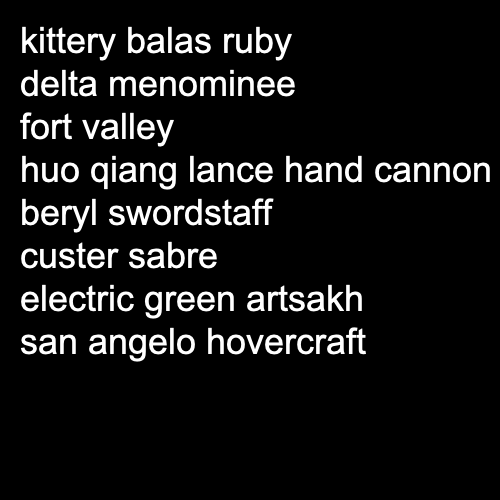 kittery balas ruby
delta menominee
fort valley
huo qiang lance hand cannon
beryl swordstaff
custer sabre
electric green artsakh
san angelo hovercraft